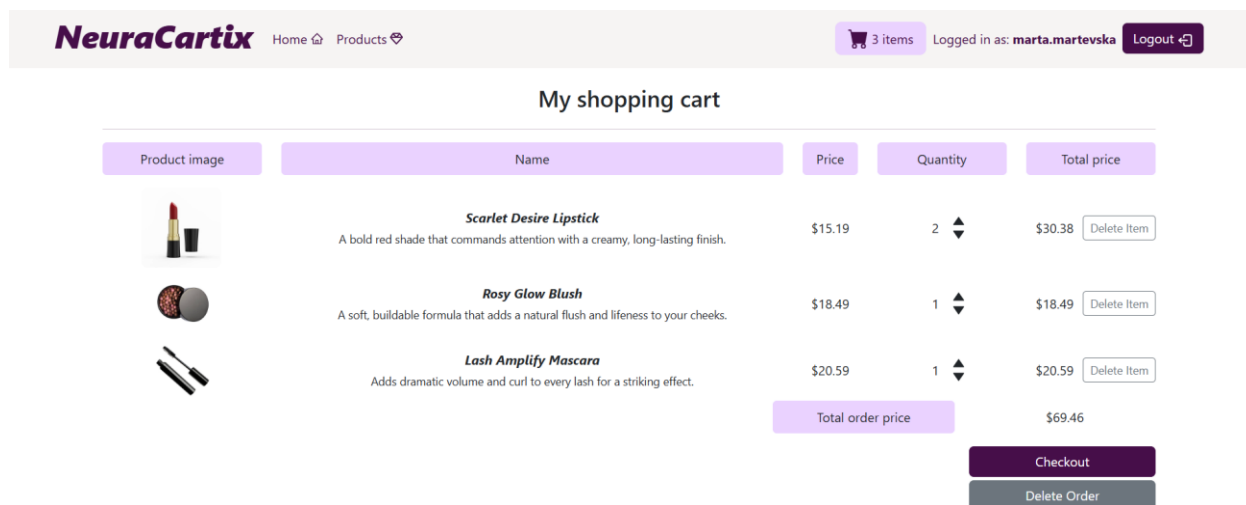 NeuraCartix Home Products 3 items Logged in as: marta.martevska Logout
My shopping cart
Product image Name Price Quantity Total price
Scarlet Desire Lipstick
A bold red shade that commands attention with a creamy, long-lasting finish.
$15.19 2 $30.38 Delete Item
Rosy Glow Blush
A soft, buildable formula that adds a natural flush and lifeness to your cheeks.
$18.49 1 $18.49 Delete Item
Lash Amplify Mascara
Adds dramatic volume and curl to every lash for a striking effect.
$20.59 1 $20.59 Delete Item
Total order price $69.46
Checkout
Delete Order